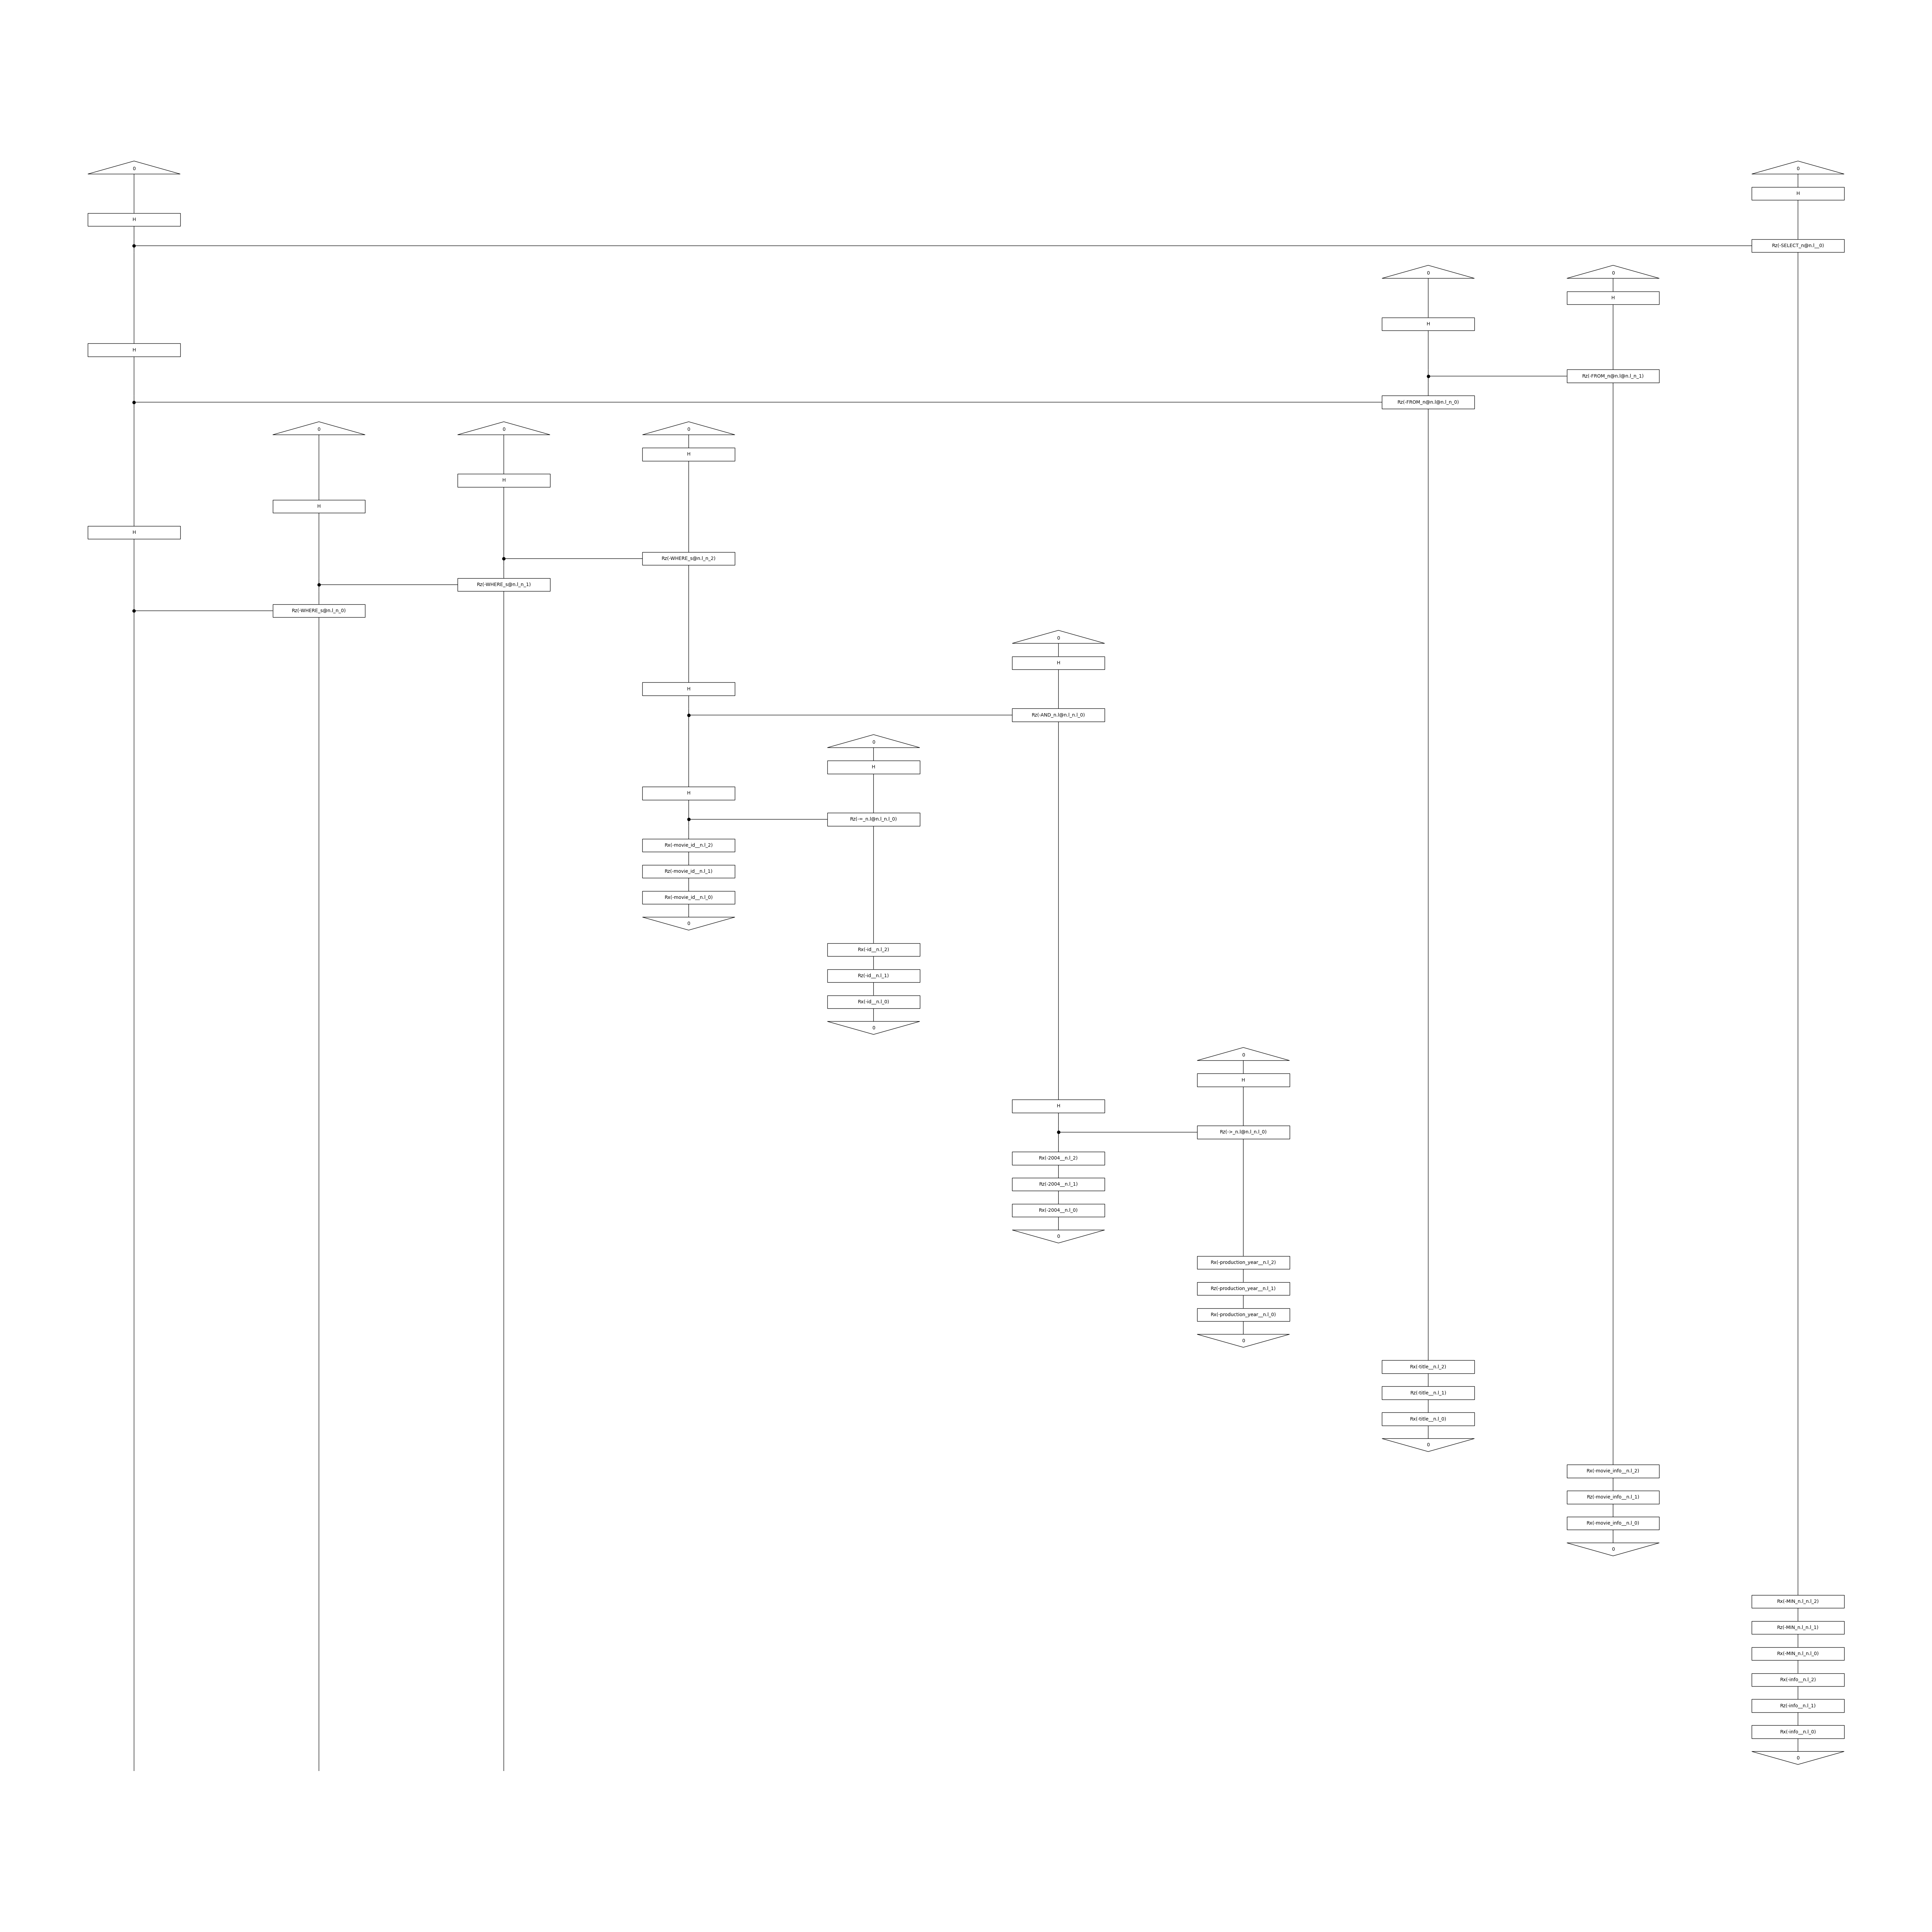 0 0
H
H
Rz(-SELECT_n@n.l__0)
0 0
H
H
H
Rz(-FROM_n@n.l@n.l_n_1)
Rz(-FROM_n@n.l@n.l_n_0)
0 0 0
H
H
H
H
Rz(-WHERE_s@n.l_n_2)
Rz(-WHERE_s@n.l_n_1)
Rz(-WHERE_s@n.l_n_0)
0
H
H
Rz(-AND_n.l@n.l_n.l_0)
0
H
H
Rz(-=_n.l@n.l_n.l_0)
Rx(-movie_id__n.l_2)
Rz(-movie_id__n.l_1)
Rx(-movie_id__n.l_0)
0
Rx(-id__n.l_2)
Rz(-id__n.l_1)
Rx(-id__n.l_0)
0
0
H
H
Rz(->_n.l@n.l_n.l_0)
Rx(-2004__n.l_2)
Rz(-2004__n.l_1)
Rx(-2004__n.l_0)
0
Rx(-production_year__n.l_2)
Rz(-production_year__n.l_1)
Rx(-production_year__n.l_0)
0
Rx(-title__n.l_2)
Rz(-title__n.l_1)
Rx(-title__n.l_0)
0
Rx(-movie_info__n.l_2)
Rz(-movie_info__n.l_1)
Rx(-movie_info__n.l_0)
0
Rx(-MIN_n.l_n.l_2)
Rz(-MIN_n.l_n.l_1)
Rx(-MIN_n.l_n.l_0)
Rx(-info__n.l_2)
Rz(-info__n.l_1)
Rx(-info__n.l_0)
0